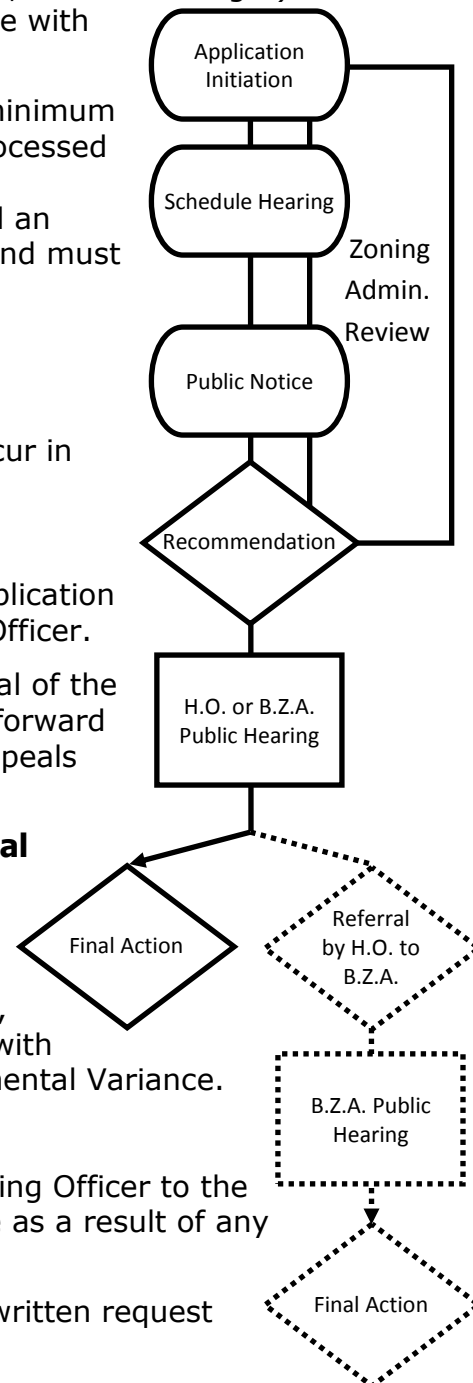 e with
minimum
ocessed
an
nd must
cur in
plication
Officer.
al of the
forward
peals
al
,
with
mental Variance.
ing Officer to the
e as a result of any
written request
Application
Initiation
Schedule Hearing
Zoning
Admin.
Review
Public Notice
Recommendation
H.O. or B.Z.A.
Public Hearing
Final Action
Referral
by H.O. to
B.Z.A.
B.Z.A. Public
Hearing
Final Action